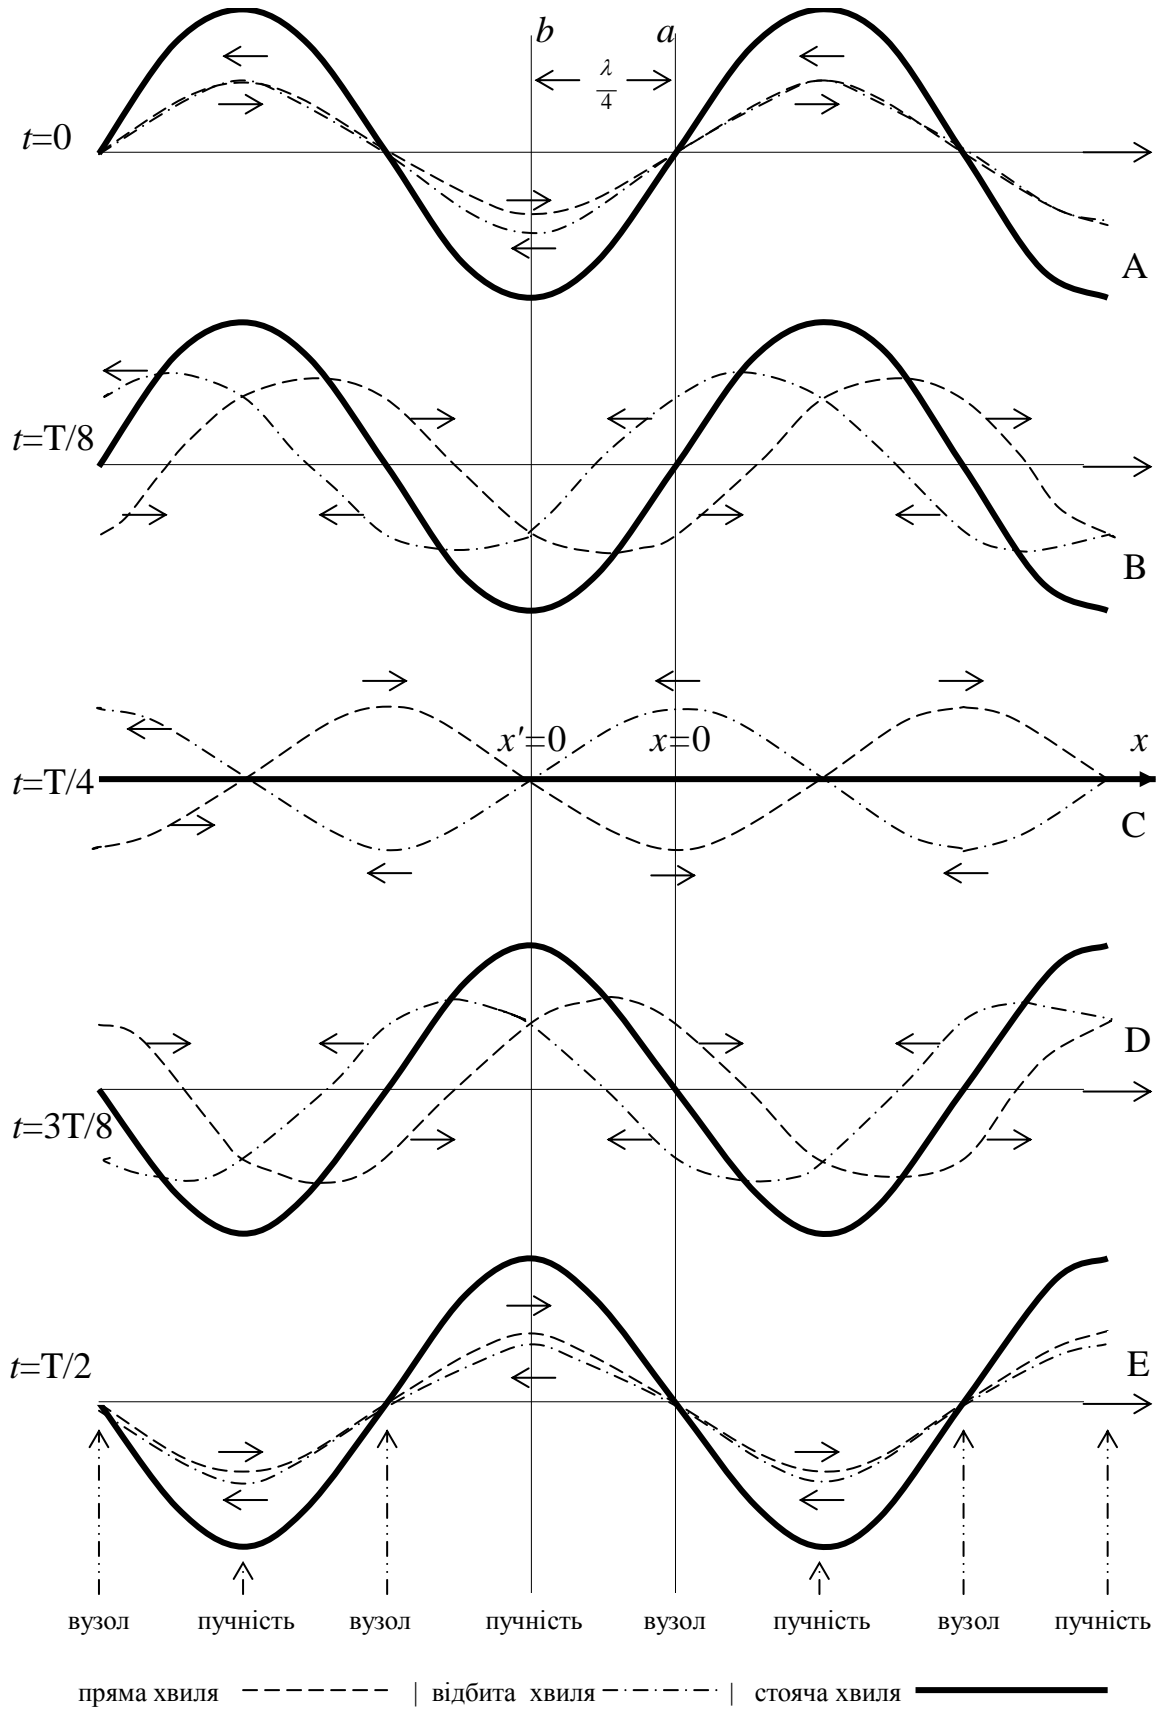 b
a
λ
4
t=0
A
t=T/8
B
x'=0
x=0
x
t=T/4
C
D
t=3T/8
t=T/2
E
вузол пучність вузол пучність вузол пучність вузол пучність
пряма хвиля | відбита хвиля | стояча хвиля